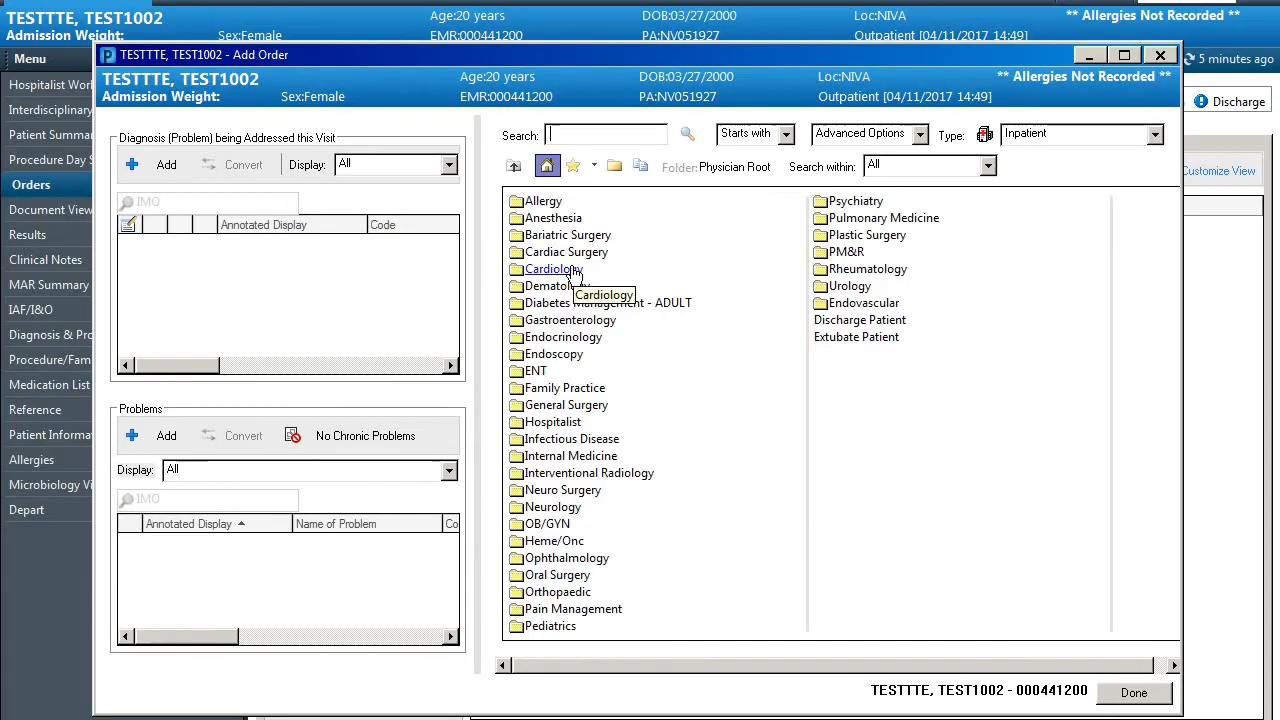 TESTTTE, TEST1002
Age:20 years
DOB:03/27/2000
Loc:NIVA
** Allergies Not Recorded **
Admission Weight:
Sex:Female
EMR:000441200
PA:NV051927
Outpatient [04/11/2017 14:49]
Menu
5 minutes ago
Hospitalist Wor
Interdisciplinary
Patient Summa
Procedure Day S
Orders
Document View
Results
Clinical Notes
MAR Summary
IAF/I&O
Diagnosis & Pro
Procedure/Fam
Medication List
Reference
Patient Informa
Allergies
Microbiology Vi
Depart
Discharge
Customize View
TESTTTE, TEST1002 - Add Order
TESTTTE, TEST1002
Age:20 years
DOB:03/27/2000
Loc:NIVA
** Allergies Not Recorded **
Admission Weight:
Sex:Female
EMR:000441200
PA:NV051927
Outpatient [04/11/2017 14:49]
Diagnosis (Problem) being Addressed this Visit
Add
Convert
Display:
All
IMO
Annotated Display
Code
Problems
Add
Convert
No Chronic Problems
Display:
All
IMO
Annotated Display
Name of Problem
Co
Search:
Starts with
Advanced Options
Type:
Inpatient
Folder: Physician Root
Search within:
All
Allergy
Anesthesia
Bariatric Surgery
Cardiac Surgery
Cardiology
Cardiology
Diabetes Management - ADULT
Gastroenterology
Endocrinology
Endoscopy
ENT
Family Practice
General Surgery
Hospitalist
Infectious Disease
Internal Medicine
Interventional Radiology
Neuro Surgery
Neurology
OB/GYN
Heme/Onc
Ophthalmology
Oral Surgery
Orthopaedic
Pain Management
Pediatrics
Psychiatry
Pulmonary Medicine
Plastic Surgery
PM&R
Rheumatology
Urology
Endovascular
Discharge Patient
Extubate Patient
TESTTTE, TEST1002 - 000441200
Done